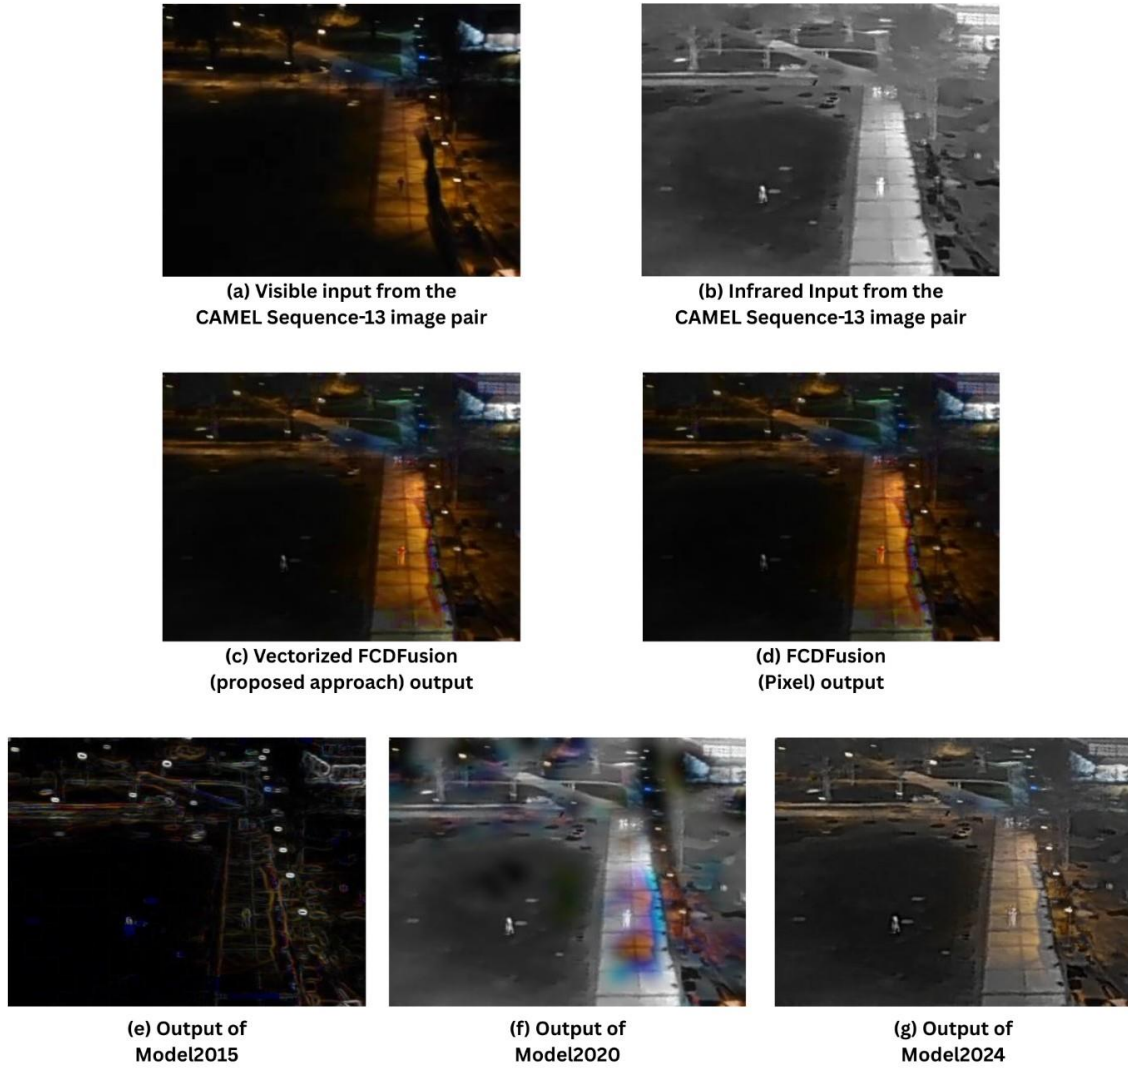 (a) Visible input from the
CAMEL Sequence-13 image pair
(b) Infrared Input from the
CAMEL Sequence-13 image pair
(c) Vectorized FCDFusion
(proposed approach) output
(d) FCDFusion
(Pixel) output
(e) Output of
Model2015
(f) Output of
Model2020
(g) Output of
Model2024